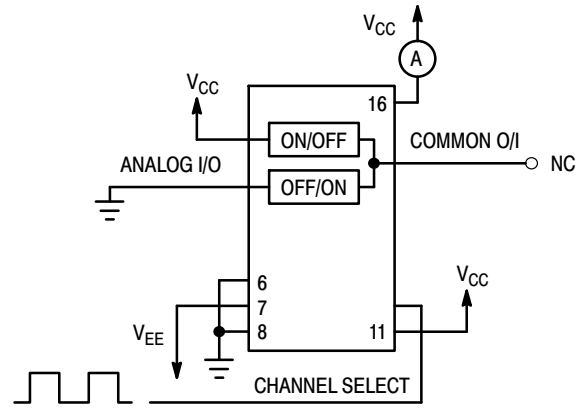 VCC
A
VCC
16
ON/OFF
COMMON O/I
NC
ANALOG I/O
OFF/ON
6
7
8
VEE
VCC
11
CHANNEL SELECT